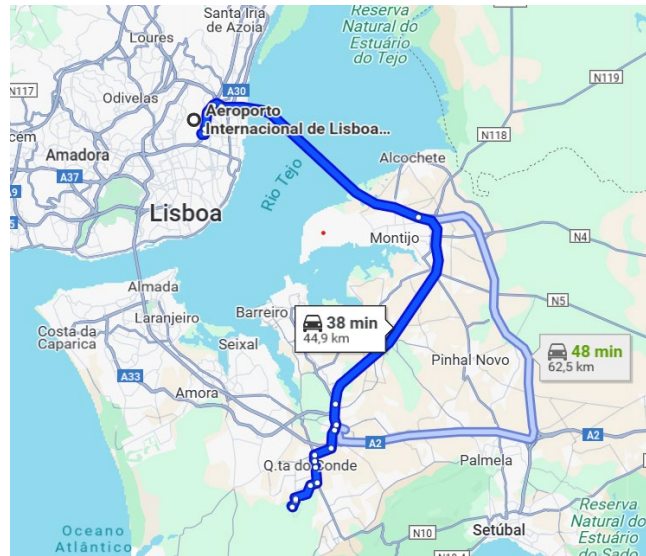 Santa Iria
de Azoia
Reserva
Natural do
Estuário
do Tejo
Loures
N117
A30
N119
Odivelas
Aeroporto
Internacional de Lisboa...
cem
N118
Amadora
Alcochete
A37
Rio Tejo
Lisboa
Montijo
N4
Almada
N5
Laranjeiro
Barreiro
38 min
44,9 km
Costa da
Caparica
Seixal
48 min
62,5 km
Pinhal Novo
A33
Amora
A2
A2
Q.ta do Conde
Palmela
Reserva
Natural do
Estuário
do Sado
Oceano
Atlântico
N10
Setúbal
N10